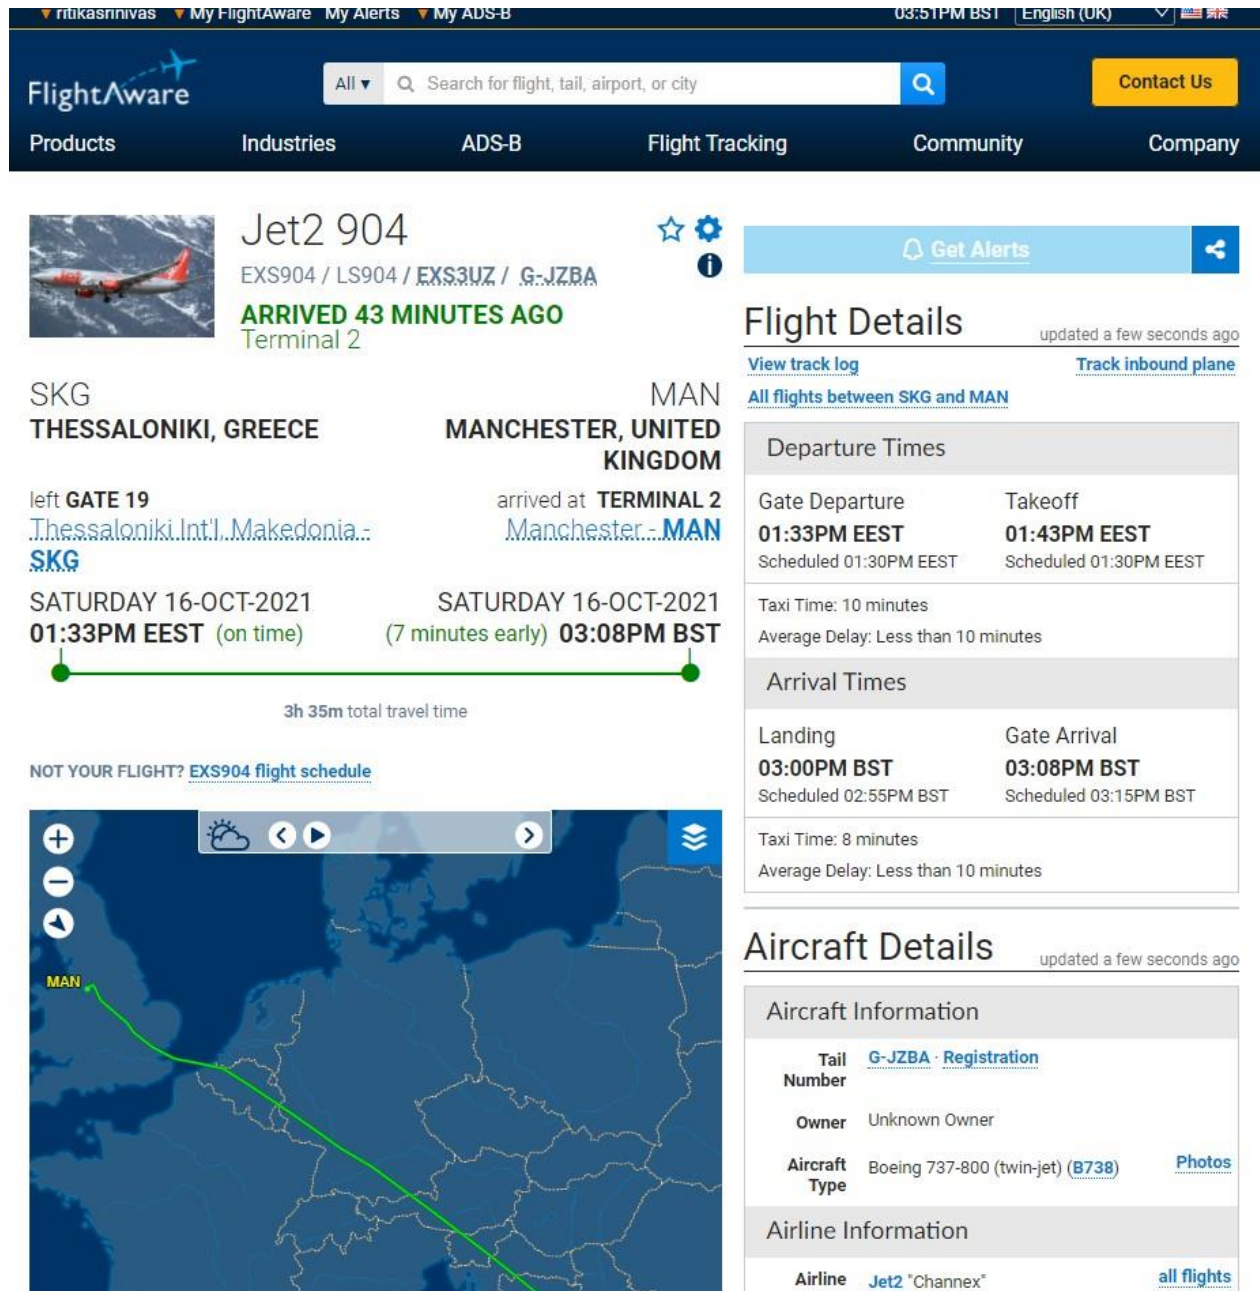 ritikasrinivas My FlightAware My Alerts My ADS-B 03:51PM BST English (UK)
FlightAware
All Search for flight, tail, airport, or city
Contact Us
Products Industries ADS-B Flight Tracking Community Company
Jet2 904
EXS904 / LS904 / EXS3UZ / G-JZBA
ARRIVED 43 MINUTES AGO
Terminal 2
SKG MAN
THESSALONIKI, GREECE MANCHESTER, UNITED
KINGDOM
left GATE 19 arrived at TERMINAL 2
Thessaloniki Int'l, Makedonia - Manchester - MAN
SKG
SATURDAY 16-OCT-2021 SATURDAY 16-OCT-2021
01:33PM EEST (on time) (7 minutes early) 03:08PM BST
3h 35m total travel time
NOT YOUR FLIGHT? EXS904 flight schedule
MAN
Get Alerts
Flight Details updated a few seconds ago
View track log Track inbound plane
All flights between SKG and MAN
Departure Times
Gate Departure Takeoff
01:33PM EEST 01:43PM EEST
Scheduled 01:30PM EEST Scheduled 01:30PM EEST
Taxi Time: 10 minutes
Average Delay: Less than 10 minutes
Arrival Times
Landing Gate Arrival
03:00PM BST 03:08PM BST
Scheduled 02:55PM BST Scheduled 03:15PM BST
Taxi Time: 8 minutes
Average Delay: Less than 10 minutes
Aircraft Details updated a few seconds ago
Aircraft Information
Tail G-JZBA · Registration
Number
Owner Unknown Owner
Aircraft Boeing 737-800 (twin-jet) (B738) Photos
Type
Airline Information
Airline Jet2 "Channex" all flights